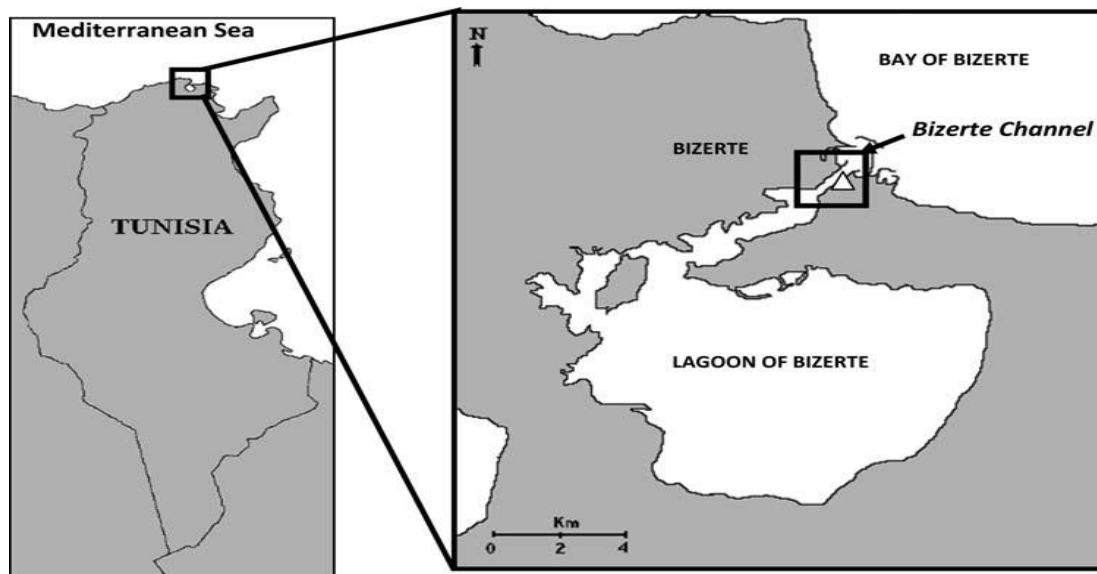 Mediterranean Sea
TUNISIA
N
BAY OF BIZERTE
Bizerte Channel
BIZERTE
LAGOON OF BIZERTE
Km
0 2 4